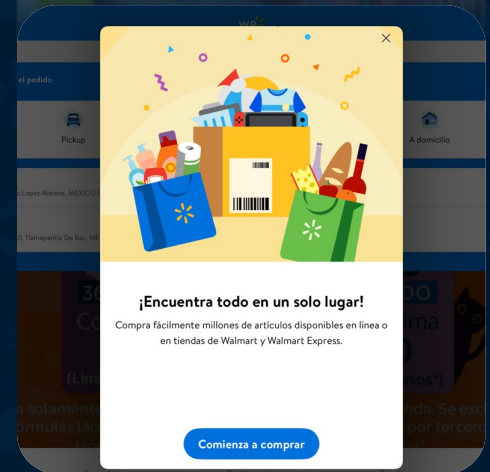 el pedido
Pickup
A domicilio
Lopez Mateos, MEXICO
0, Tlalnepantla De Baz, ME
¡Encuentra todo en un solo lugar!
Compra fácilmente millones de artículos disponibles en línea o
en tiendas de Walmart y Walmart Express.
Comienza a comprar